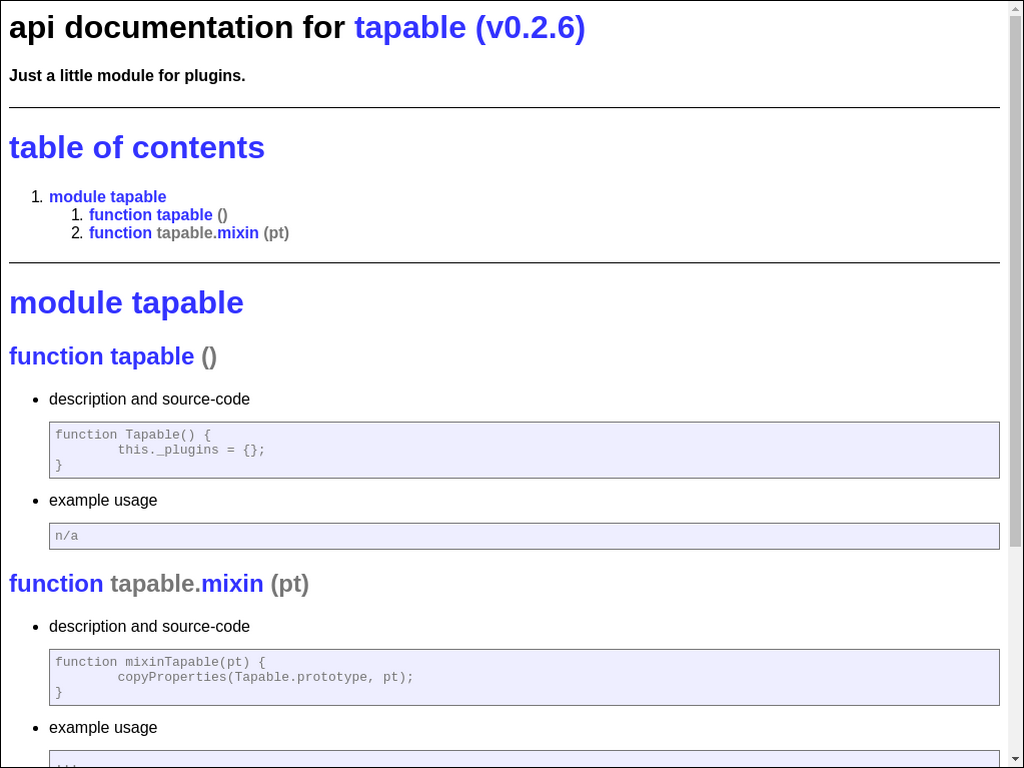 api documentation for tapable (v0.2.6)
Just a little module for plugins.
table of contents
1. module tapable
1. function tapable ()
2. function tapable.mixin (pt)
module tapable
function tapable ()
• description and source-code
function Tapable() {
        this._plugins = {};
}
• example usage
n/a
function tapable.mixin (pt)
• description and source-code
function mixinTapable(pt) {
        copyProperties(Tapable.prototype, pt);
}
• example usage
...